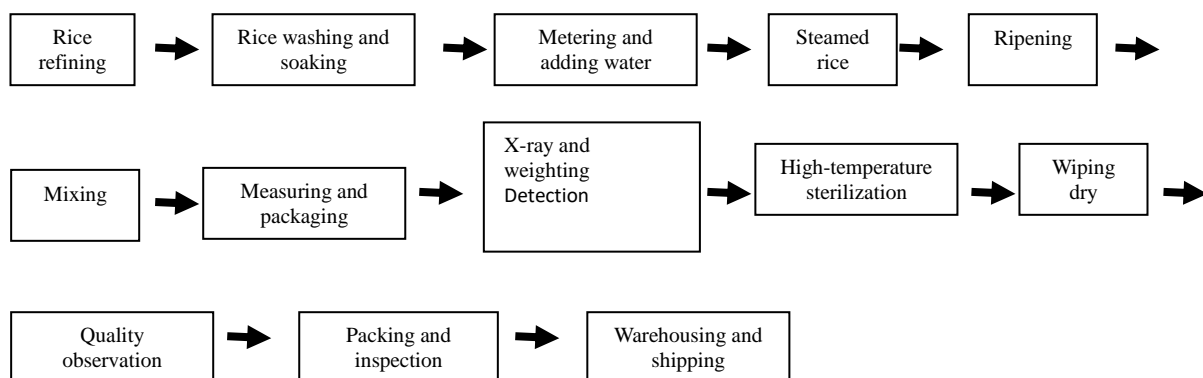 Rice
refining
Rice washing and
soaking
Metering and
adding water
Steamed
rice
Ripening
Mixing
Measuring and
packaging
X-ray and
weighting
Detection
High-temperature
sterilization
Wiping
dry
Quality
observation
Packing and
inspection
Warehousing and
shipping